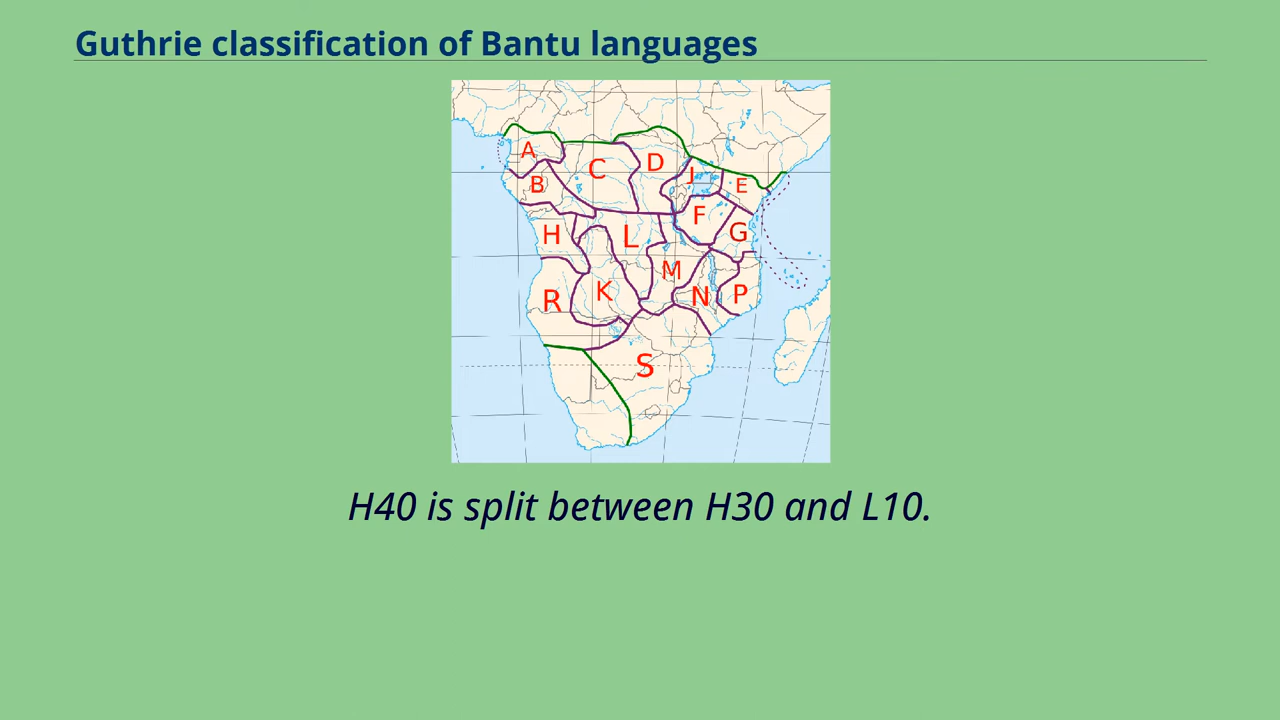 Guthrie classification of Bantu languages
A
B
C
D
J
E
F
G
H
L
M
K
N
P
R
S
H40 is split between H30 and L10.